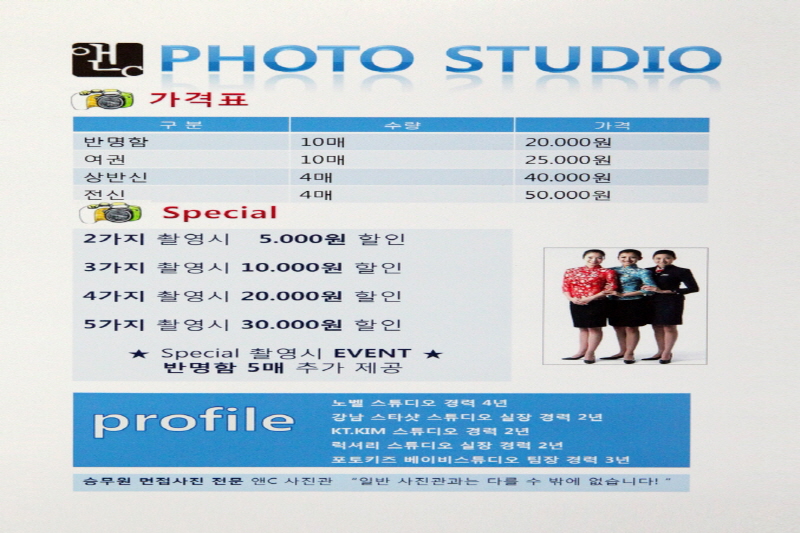 앤C PHOTO STUDIO
가격표
구분 수량 가격
반명함 10매 20.000원
여권 10매 25.000원
상반신 4매 40.000원
전신 4매 50.000원
Special
2가지 촬영시 5.000원 할인
3가지 촬영시 10.000원 할인
4가지 촬영시 20.000원 할인
5가지 촬영시 30.000원 할인
★ Special 촬영시 EVENT ★
반명함 5매 추가 제공
profile
노벨 스튜디오 경력 4년
강남 스타샷 스튜디오 실장 경력 2년
KT.KIM 스튜디오 경력 2년
럭셔리 스튜디오 실장 경력 2년
포토키즈 베이비스튜디오 팀장 경력 3년
승무원 면접사진 전문 앤C 사진관 "일반 사진관과는 다를 수 밖에 없습니다! "